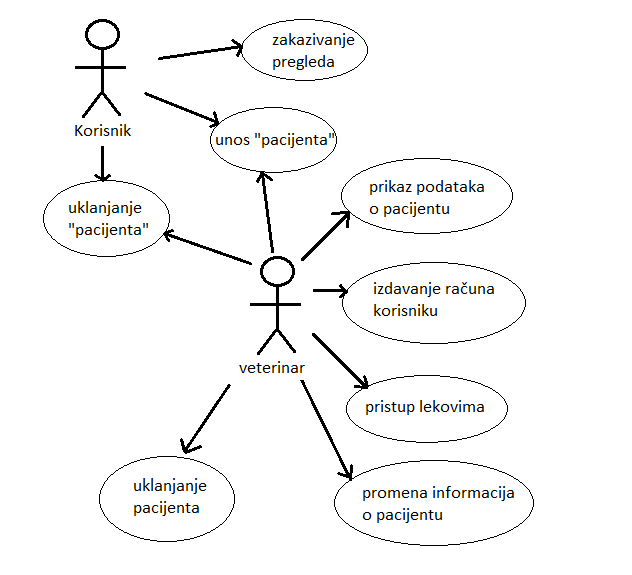 zakazivanje
pregleda
Korisnik
unos "pacijenta"
prikaz podataka
o pacijentu
uklanjanje
"pacijenta"
izdavanje računa
korisniku
veterinar
pristup lekovima
uklanjanje
pacijenta
promena informacija
o pacijentu